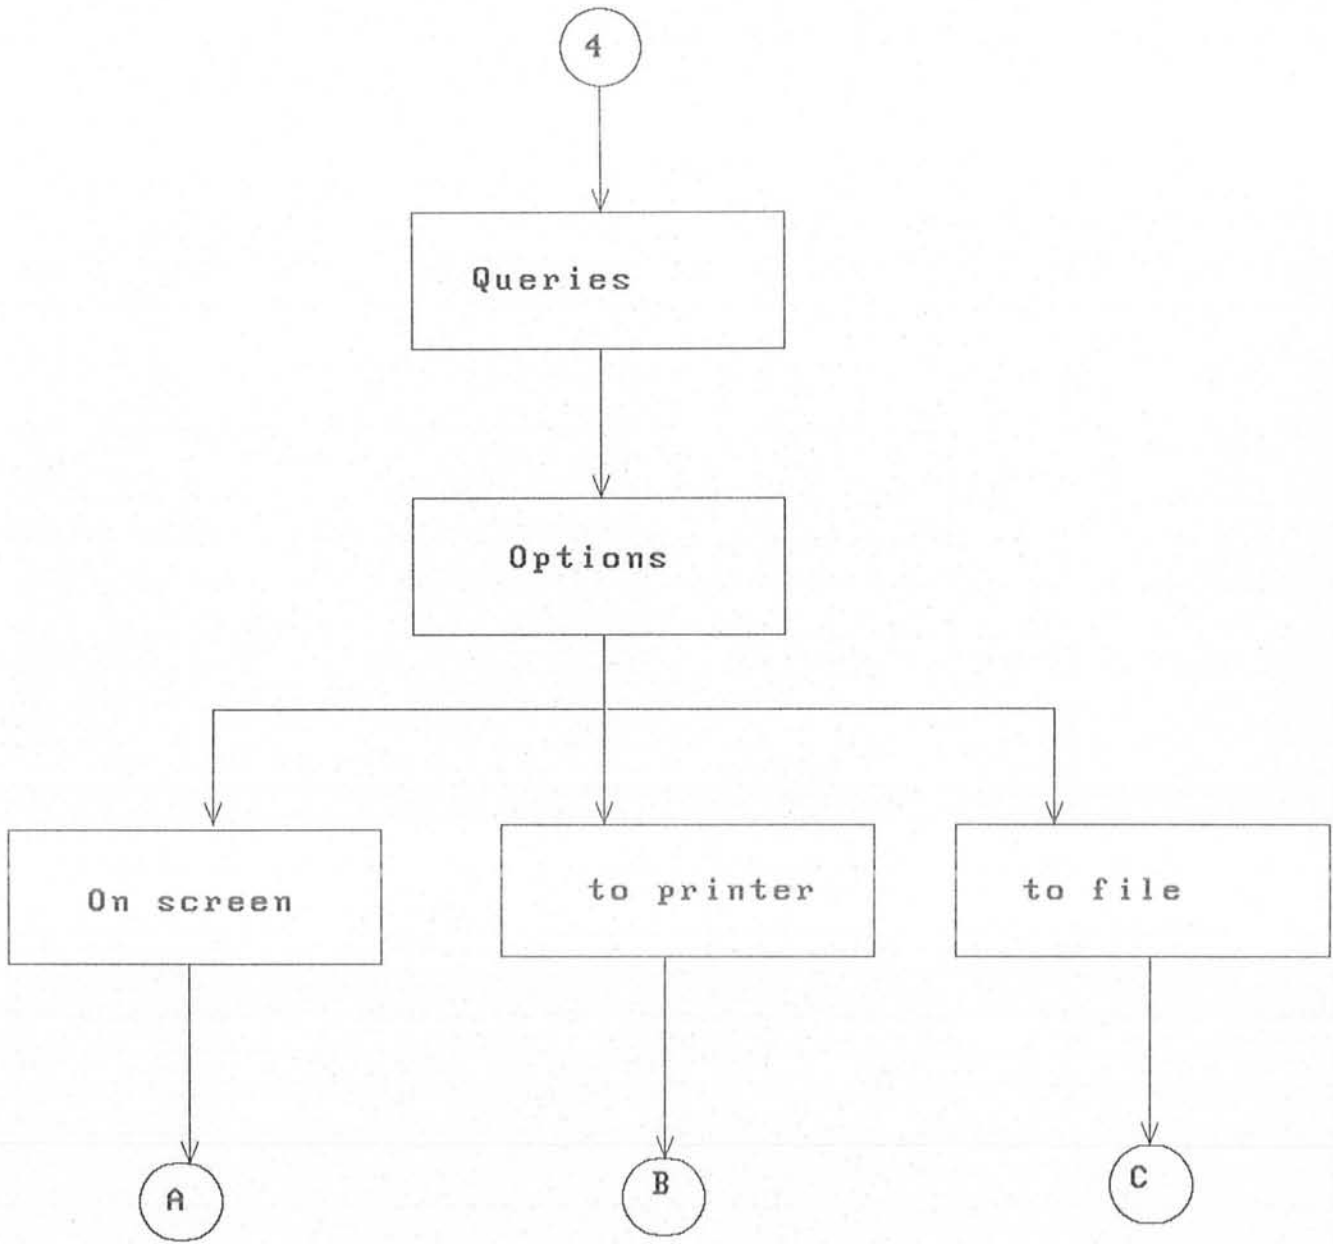 4
Queries
Options
On screen
to printer
to file
A
B
C